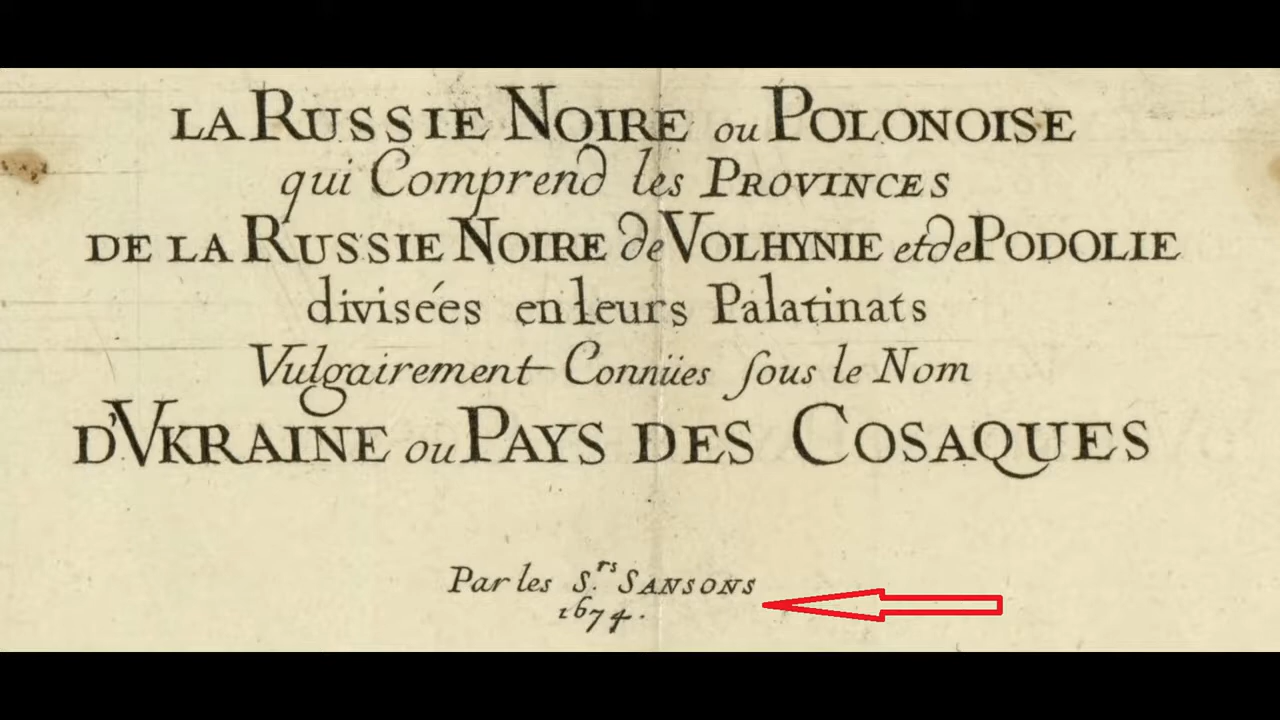 LA RUSSIE NOIRE ou POLONOISE
qui Comprend les PROVINCES
DE LA RUSSIE NOIRE de VOLHYNIE et de PODOLIE
divisées en leurs Palatinats
Vulgairement Connües ſous le Nom
D'VKRAINE ou PAYS DES COSAQUES
Par les S.rs SANSONS
1674.